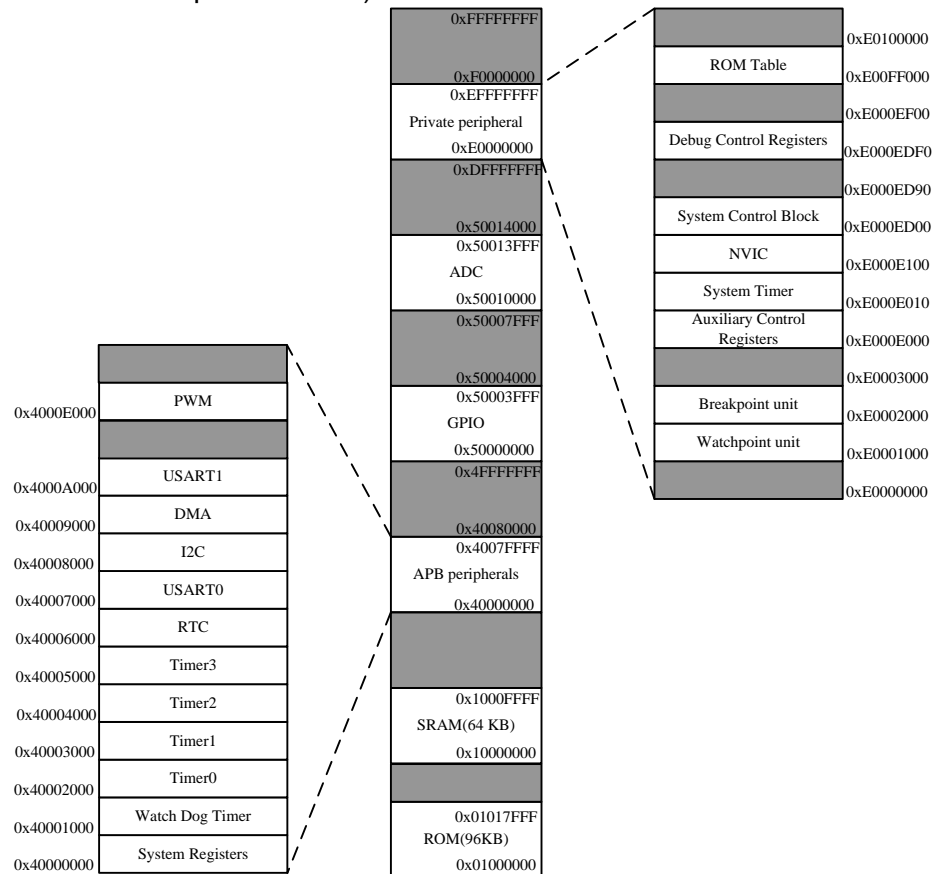 0xFFFFFFFF
0xF0000000
0xEFFFFFFF
Private peripheral
0xE0000000
0xDFFFFFFF
0x50014000
0x50013FFF
ADC
0x50010000
0x50007FFF
0x50004000
0x50003FFF
GPIO
0x50000000
0x4FFFFFFF
0x40080000
0x4007FFFF
APB peripherals
0x40000000
0x1000FFFF
SRAM(64 KB)
0x10000000
0x01017FFF
ROM(96KB)
0x01000000
0xE0100000
ROM Table
0xE00FF000
0xE000EF00
Debug Control Registers
0xE000EDF0
0xE000ED90
System Control Block
0xE000ED00
NVIC
0xE000E100
System Timer
0xE000E010
Auxiliary Control
Registers
0xE000E000
0xE0003000
Breakpoint unit
0xE0002000
Watchpoint unit
0xE0001000
0xE0000000
PWM
0x4000E000
USART1
0x4000A000
DMA
0x40009000
I2C
0x40008000
USART0
0x40007000
RTC
0x40006000
Timer3
0x40005000
Timer2
0x40004000
Timer1
0x40003000
Timer0
0x40002000
Watch Dog Timer
0x40001000
System Registers
0x40000000